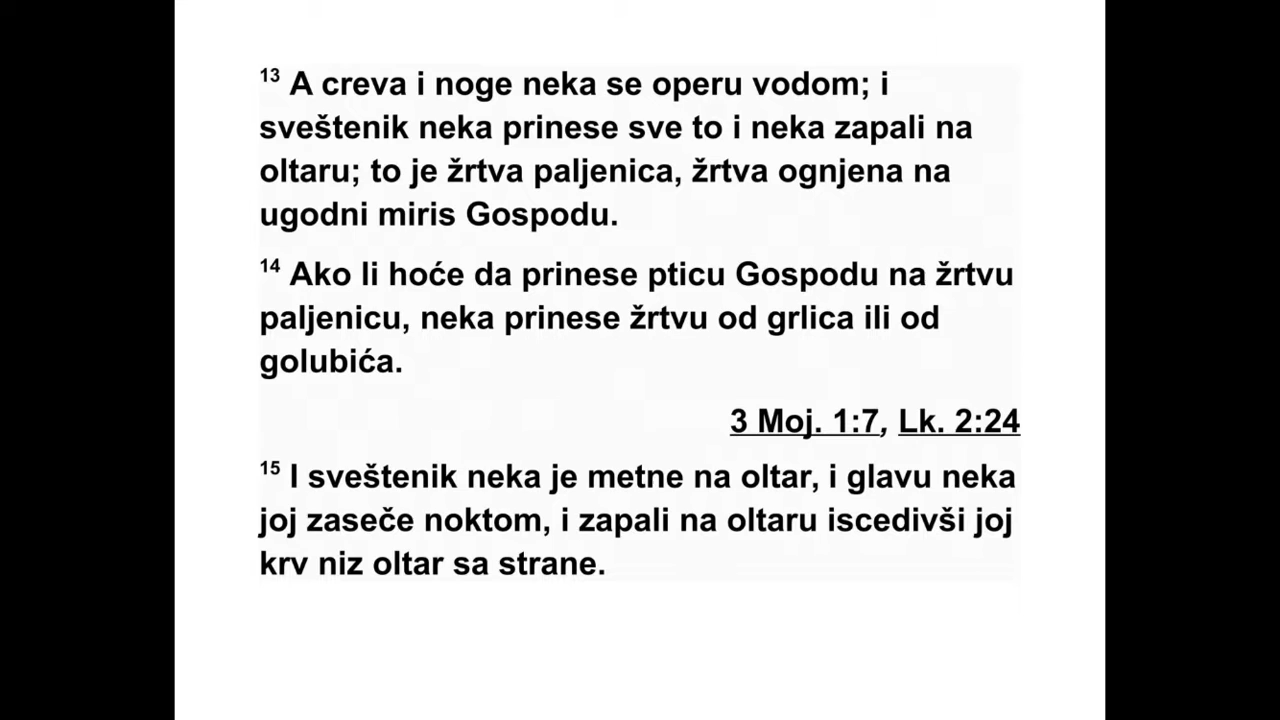 13 A creva i noge neka se operu vodom; i
sveštenik neka prinese sve to i neka zapali na
oltaru; to je žrtva paljenica, žrtva ognjena na
ugodni miris Gospodu.
14 Ako li hoće da prinese pticu Gospodu na žrtvu
paljenicu, neka prinese žrtvu od grlica ili od
golubića.
3 Moj. 1:7, Lk. 2:24
15 I sveštenik neka je metne na oltar, i glavu neka
joj zaseče noktom, i zapali na oltaru iscedivši joj
krv niz oltar sa strane.